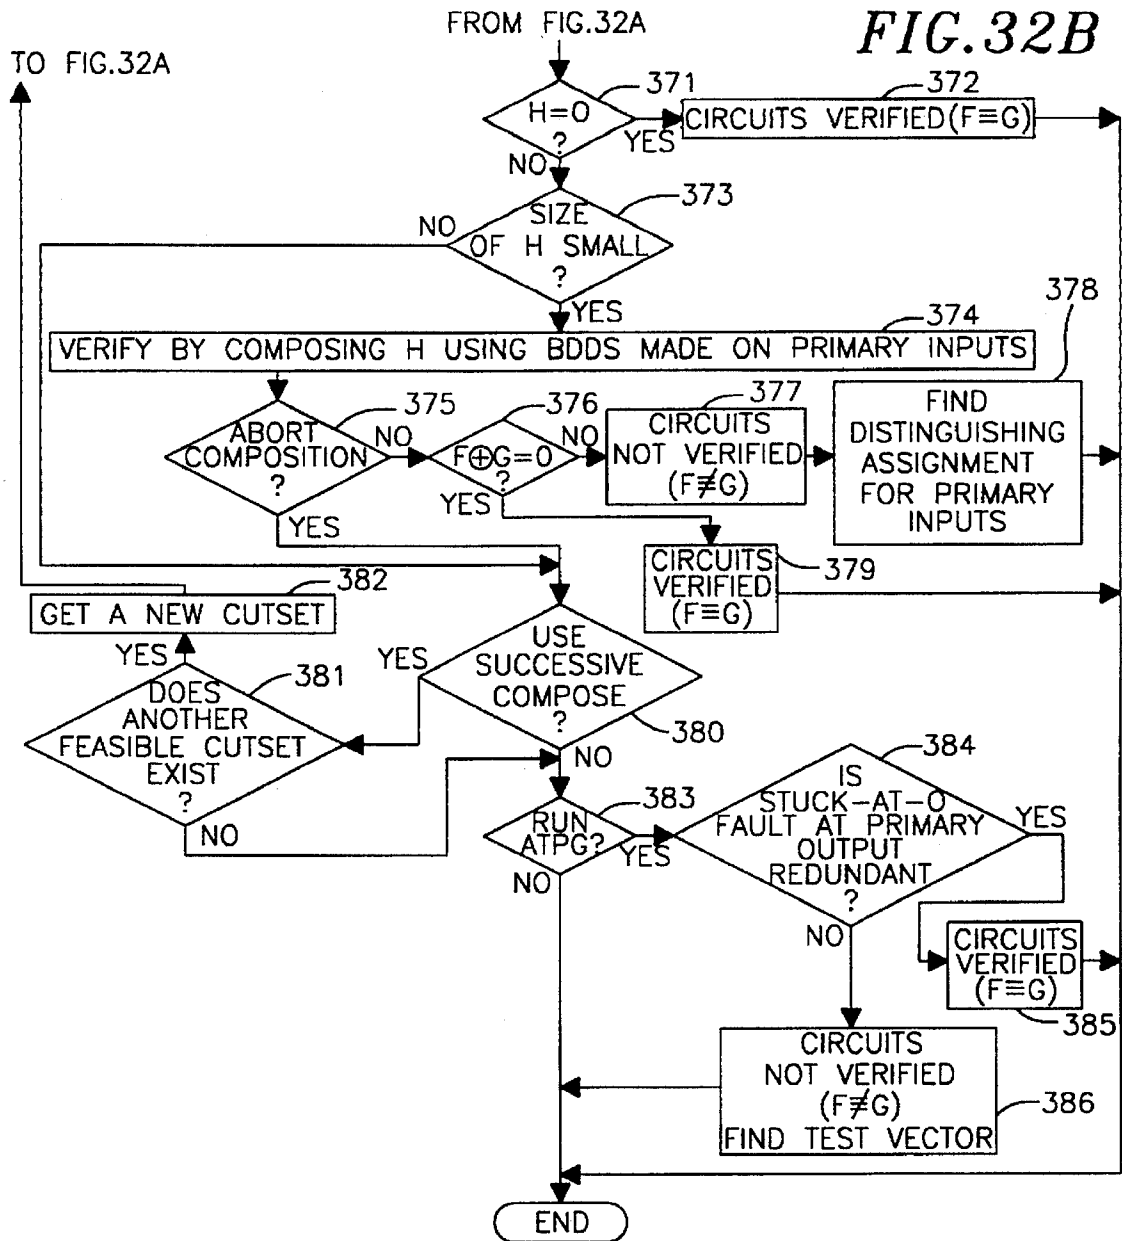 FROM FIG.32A
FIG.32B
TO FIG.32A
371
H=0
?
YES
NO
372
CIRCUITS VERIFIED(F≡G)
373
SIZE
OF H SMALL
?
NO
YES
374
VERIFY BY COMPOSING H USING BDDS MADE ON PRIMARY INPUTS
375
ABORT
COMPOSITION
?
NO
YES
376
F⊕G=0
?
NO
YES
377
CIRCUITS
NOT VERIFIED
(F≢G)
378
FIND
DISTINGUISHING
ASSIGNMENT
FOR PRIMARY
INPUTS
379
CIRCUITS
VERIFIED
(F≡G)
382
GET A NEW CUTSET
YES
381
DOES
ANOTHER
FEASIBLE CUTSET
EXIST
?
NO
YES
USE
SUCCESSIVE
COMPOSE
?
380
NO
383
RUN
ATPG?
YES
NO
384
IS
STUCK-AT-0
FAULT AT PRIMARY
OUTPUT
REDUNDANT
?
YES
NO
CIRCUITS
VERIFIED
(F≡G)
385
CIRCUITS
NOT VERIFIED
(F≢G)
FIND TEST VECTOR
386
END